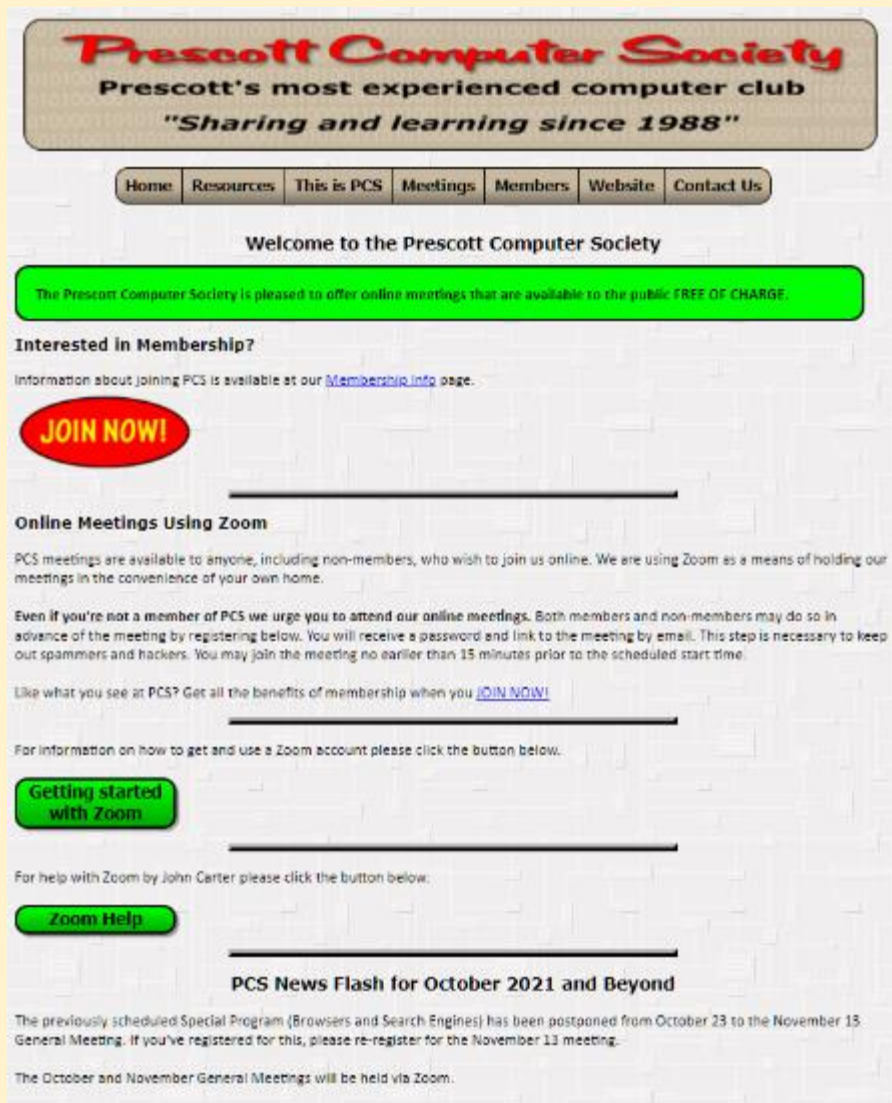 Prescott Computer Society
Prescott's most experienced computer club
"Sharing and learning since 1988"
Home Resources This is PCS Meetings Members Website Contact Us
Welcome to the Prescott Computer Society
The Prescott Computer Society is pleased to offer online meetings that are available to the public FREE OF CHARGE.
Interested in Membership?
Information about joining PCS is available at our Membership Info page.
JOIN NOW!
Online Meetings Using Zoom
PCS meetings are available to anyone, including non-members, who wish to join us online. We are using Zoom as a means of holding our
meetings in the convenience of your own home.
Even if you're not a member of PCS we urge you to attend our online meetings. Both members and non-members may do so in
advance of the meeting by registering below. You will receive a password and link to the meeting by email. This step is necessary to keep
out spammers and hackers. You may join the meeting no earlier than 15 minutes prior to the scheduled start time.
Like what you see at PCS? Get all the benefits of membership when you JOIN NOW!
For information on how to get and use a Zoom account please click the button below.
Getting started
with Zoom
For help with Zoom by John Carter please click the button below.
Zoom Help
PCS News Flash for October 2021 and Beyond
The previously scheduled Special Program (Browsers and Search Engines) has been postponed from October 23 to the November 13
General Meeting. If you've registered for this, please re-register for the November 13 meeting.
The October and November General Meetings will be held via Zoom.